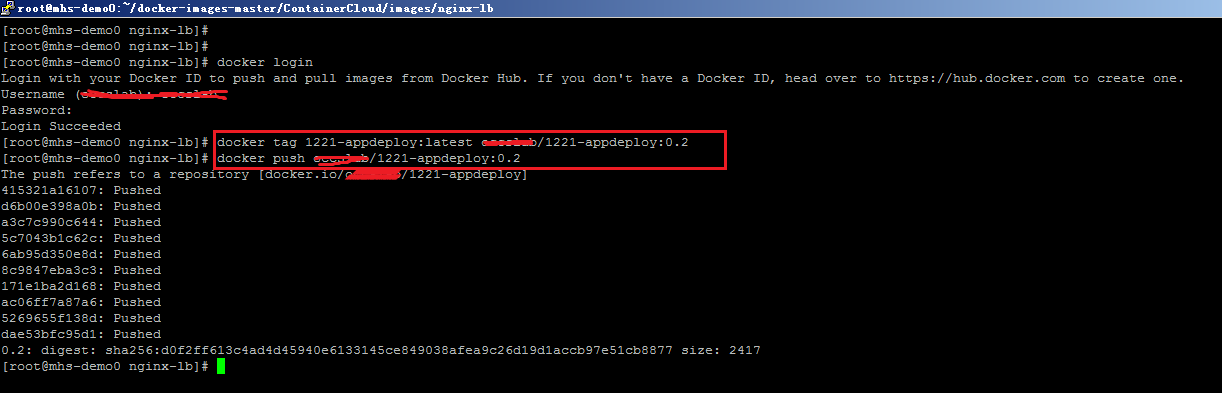 root@mhs-demo0:~/docker-images-master/ContainerCloud/images/nginx-lb
[root@mhs-demo0 nginx-lb]#
[root@mhs-demo0 nginx-lb]#
[root@mhs-demo0 nginx-lb]# docker login
Login with your Docker ID to push and pull images from Docker Hub. If you don't have a Docker ID, head over to https://hub.docker.com to create one.
Username
Password:
Login Succeeded
[root@mhs-demo0 nginx-lb]# docker tag 1221-appdeploy:latest /1221-appdeploy:0.2
[root@mhs-demo0 nginx-lb]# docker push /1221-appdeploy:0.2
The push refers to a repository [docker.io/ /1221-appdeploy]
415321a16107: Pushed
d6b00e398a0b: Pushed
a3c7c990c644: Pushed
5c7043b1c62c: Pushed
6ab95d350e8d: Pushed
8c9847eba3c3: Pushed
171e1ba2d168: Pushed
ac06ff7a87a6: Pushed
5269655f138d: Pushed
dae53bfc95d1: Pushed
0.2: digest: sha256:d0f2ff613c4ad4d45940e6133145ce849038afea9c26d19d1accb97e51cb8877 size: 2417
[root@mhs-demo0 nginx-lb]#